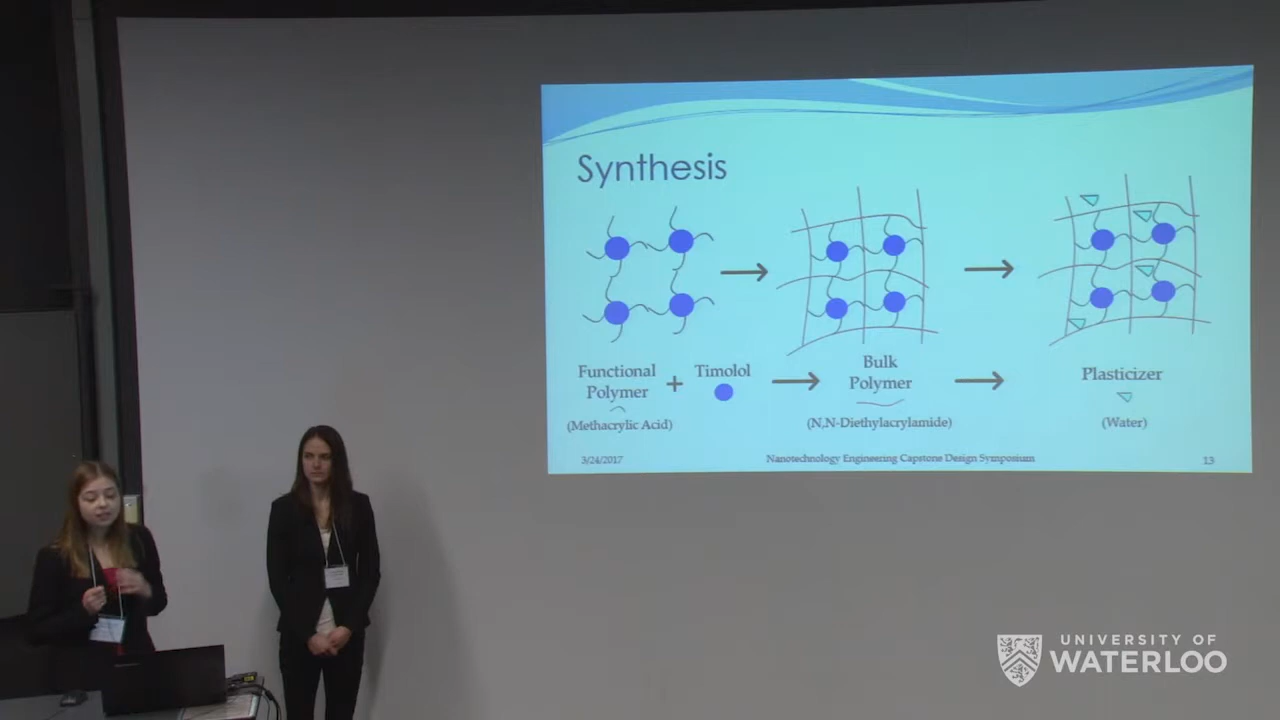 Synthesis
Functional
Polymer
(Methacrylic Acid)
+
Timolol
Bulk
Polymer
(N,N-Diethylacrylamide)
Plasticizer
(Water)
3/24/2017
Nanotechnology Engineering Capstone Design Symposium
13
UNIVERSITY OF
WATERLOO